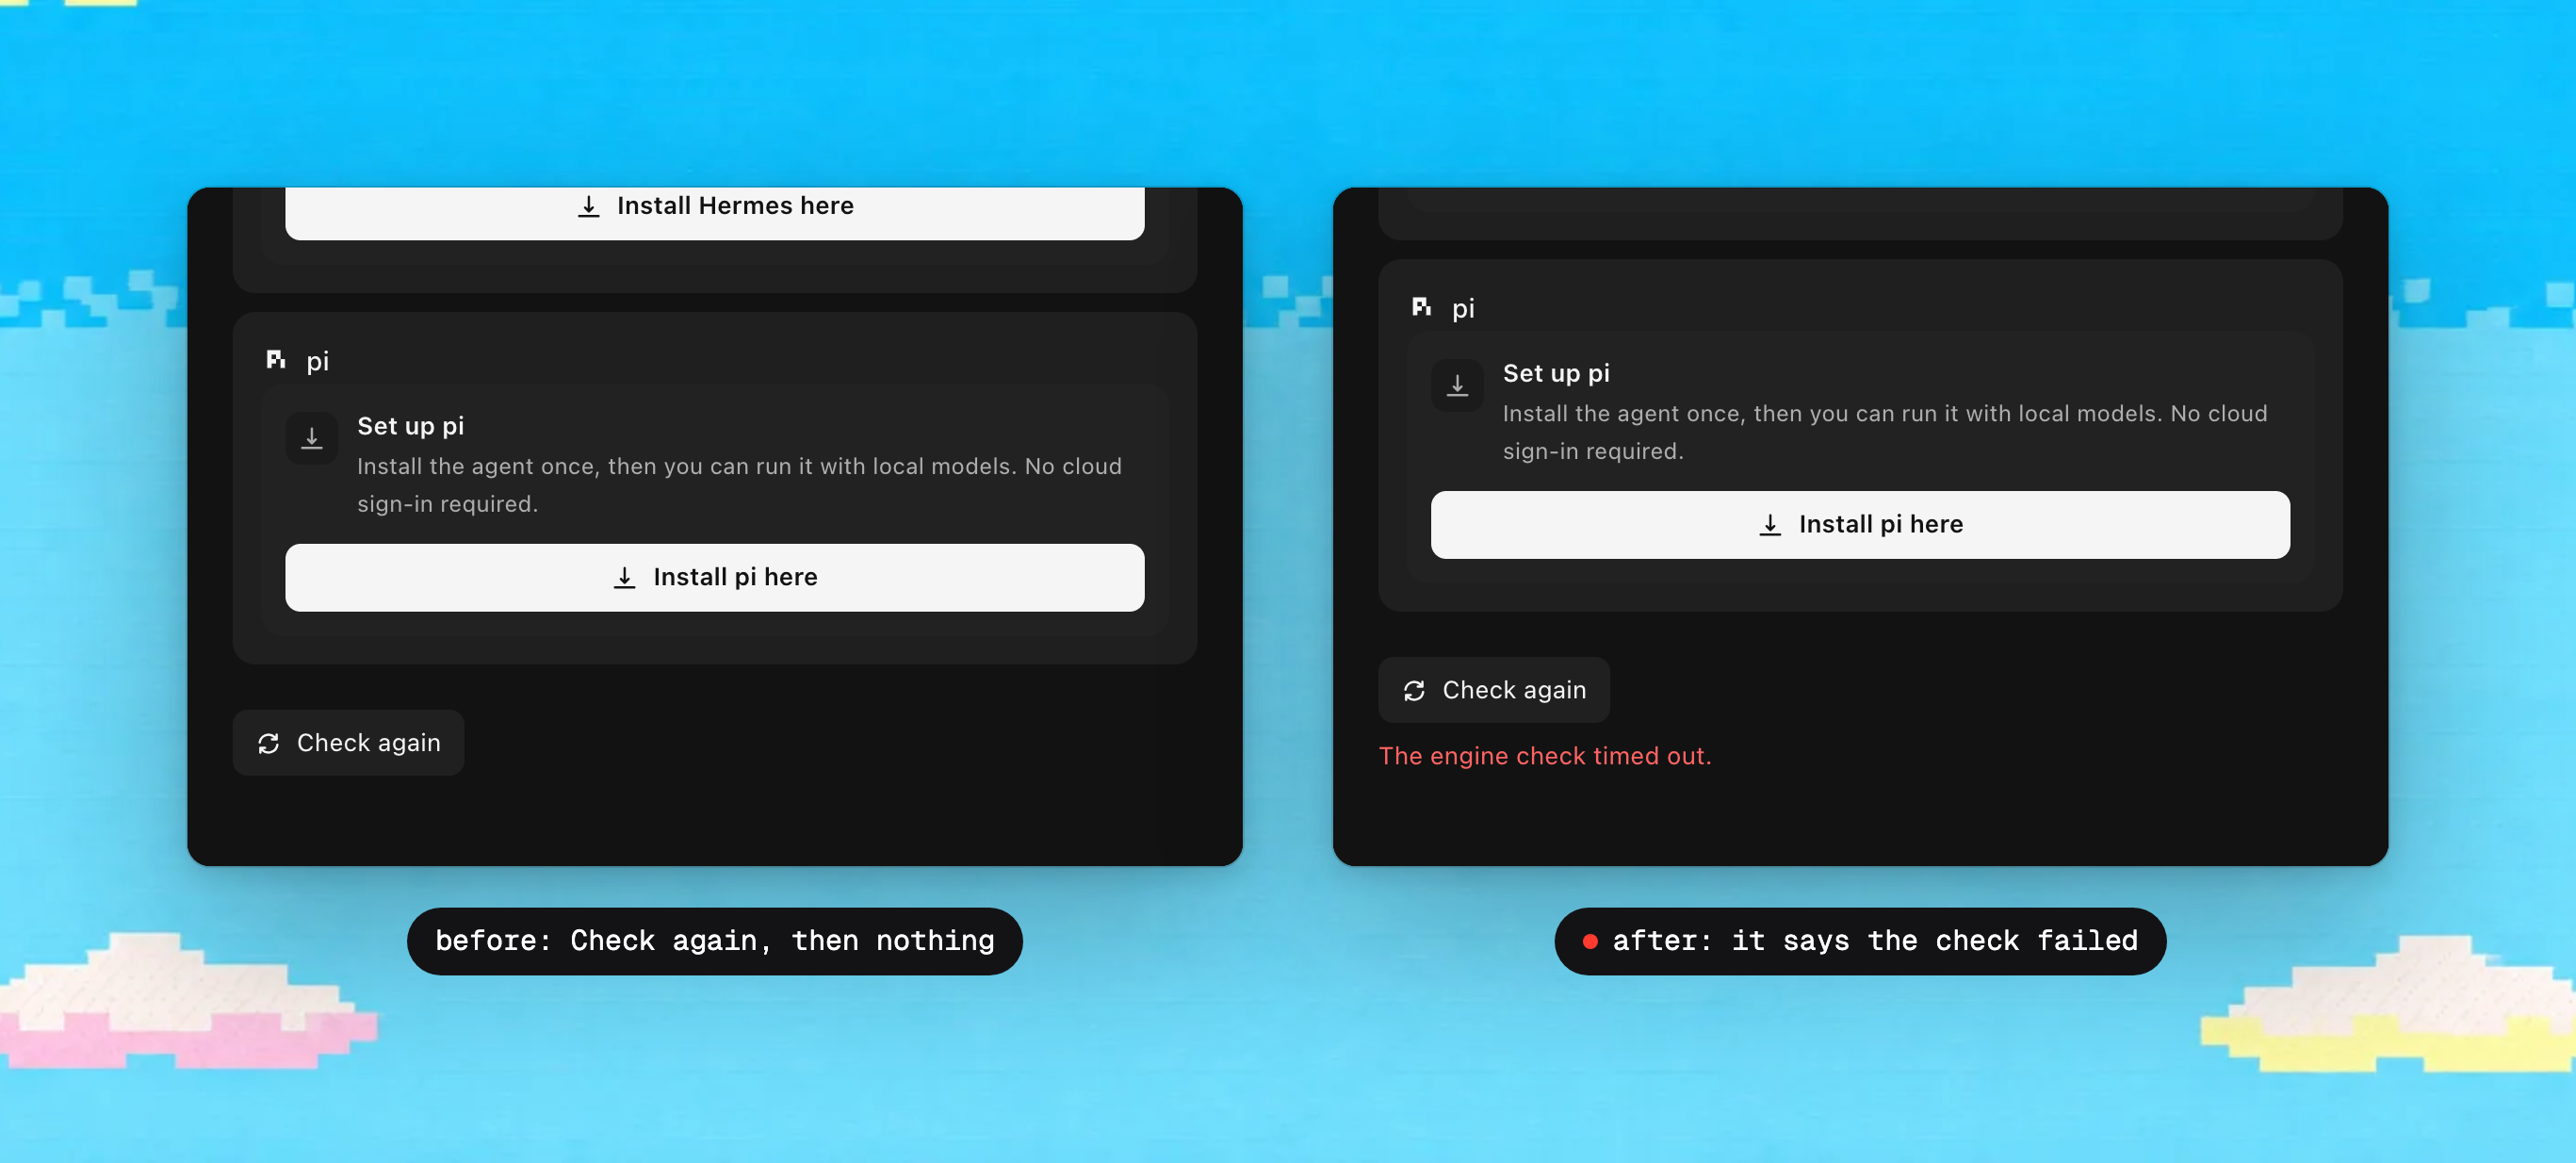 Install Hermes here
pi
Set up pi
Install the agent once, then you can run it with local models. No cloud
sign-in required.
Install pi here
Check again
before: Check again, then nothing
pi
Set up pi
Install the agent once, then you can run it with local models. No cloud
sign-in required.
Install pi here
Check again
The engine check timed out.
after: it says the check failed